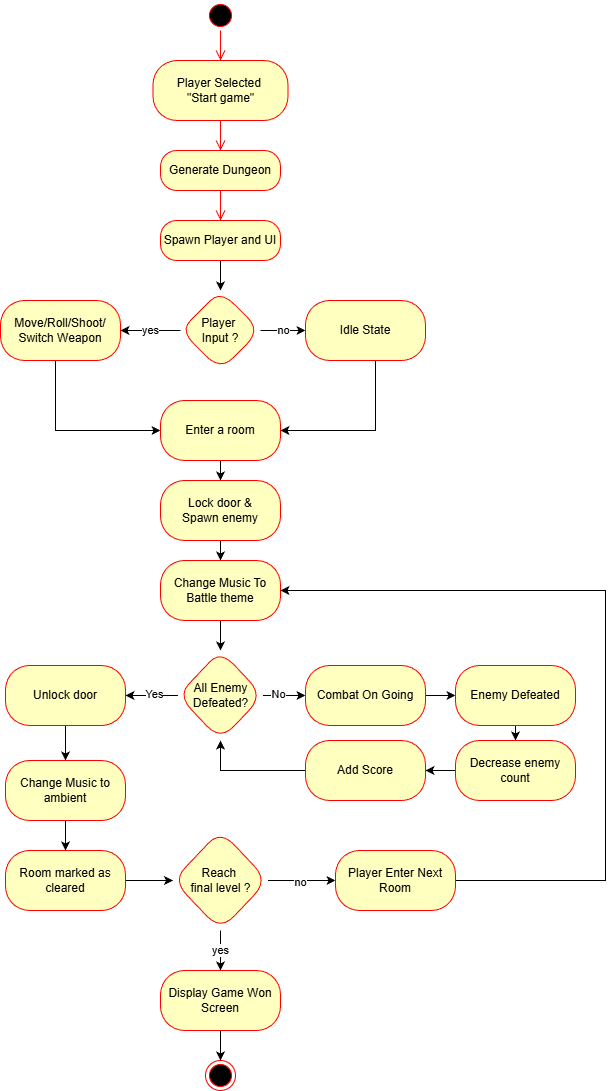 Player Selected
"Start game"
Generate Dungeon
Spawn Player and UI
Move/Roll/Shoot/
Switch Weapon
yes
Player
Input ?
no
Idle State
Enter a room
Lock door &
Spawn enemy
Change Music To
Battle theme
Unlock door
Yes
All Enemy
Defeated?
No
Combat On Going
Enemy Defeated
Add Score
Decrease enemy
count
Change Music to
ambient
Room marked as
cleared
Reach
final level ?
no
Player Enter Next
Room
yes
Display Game Won
Screen